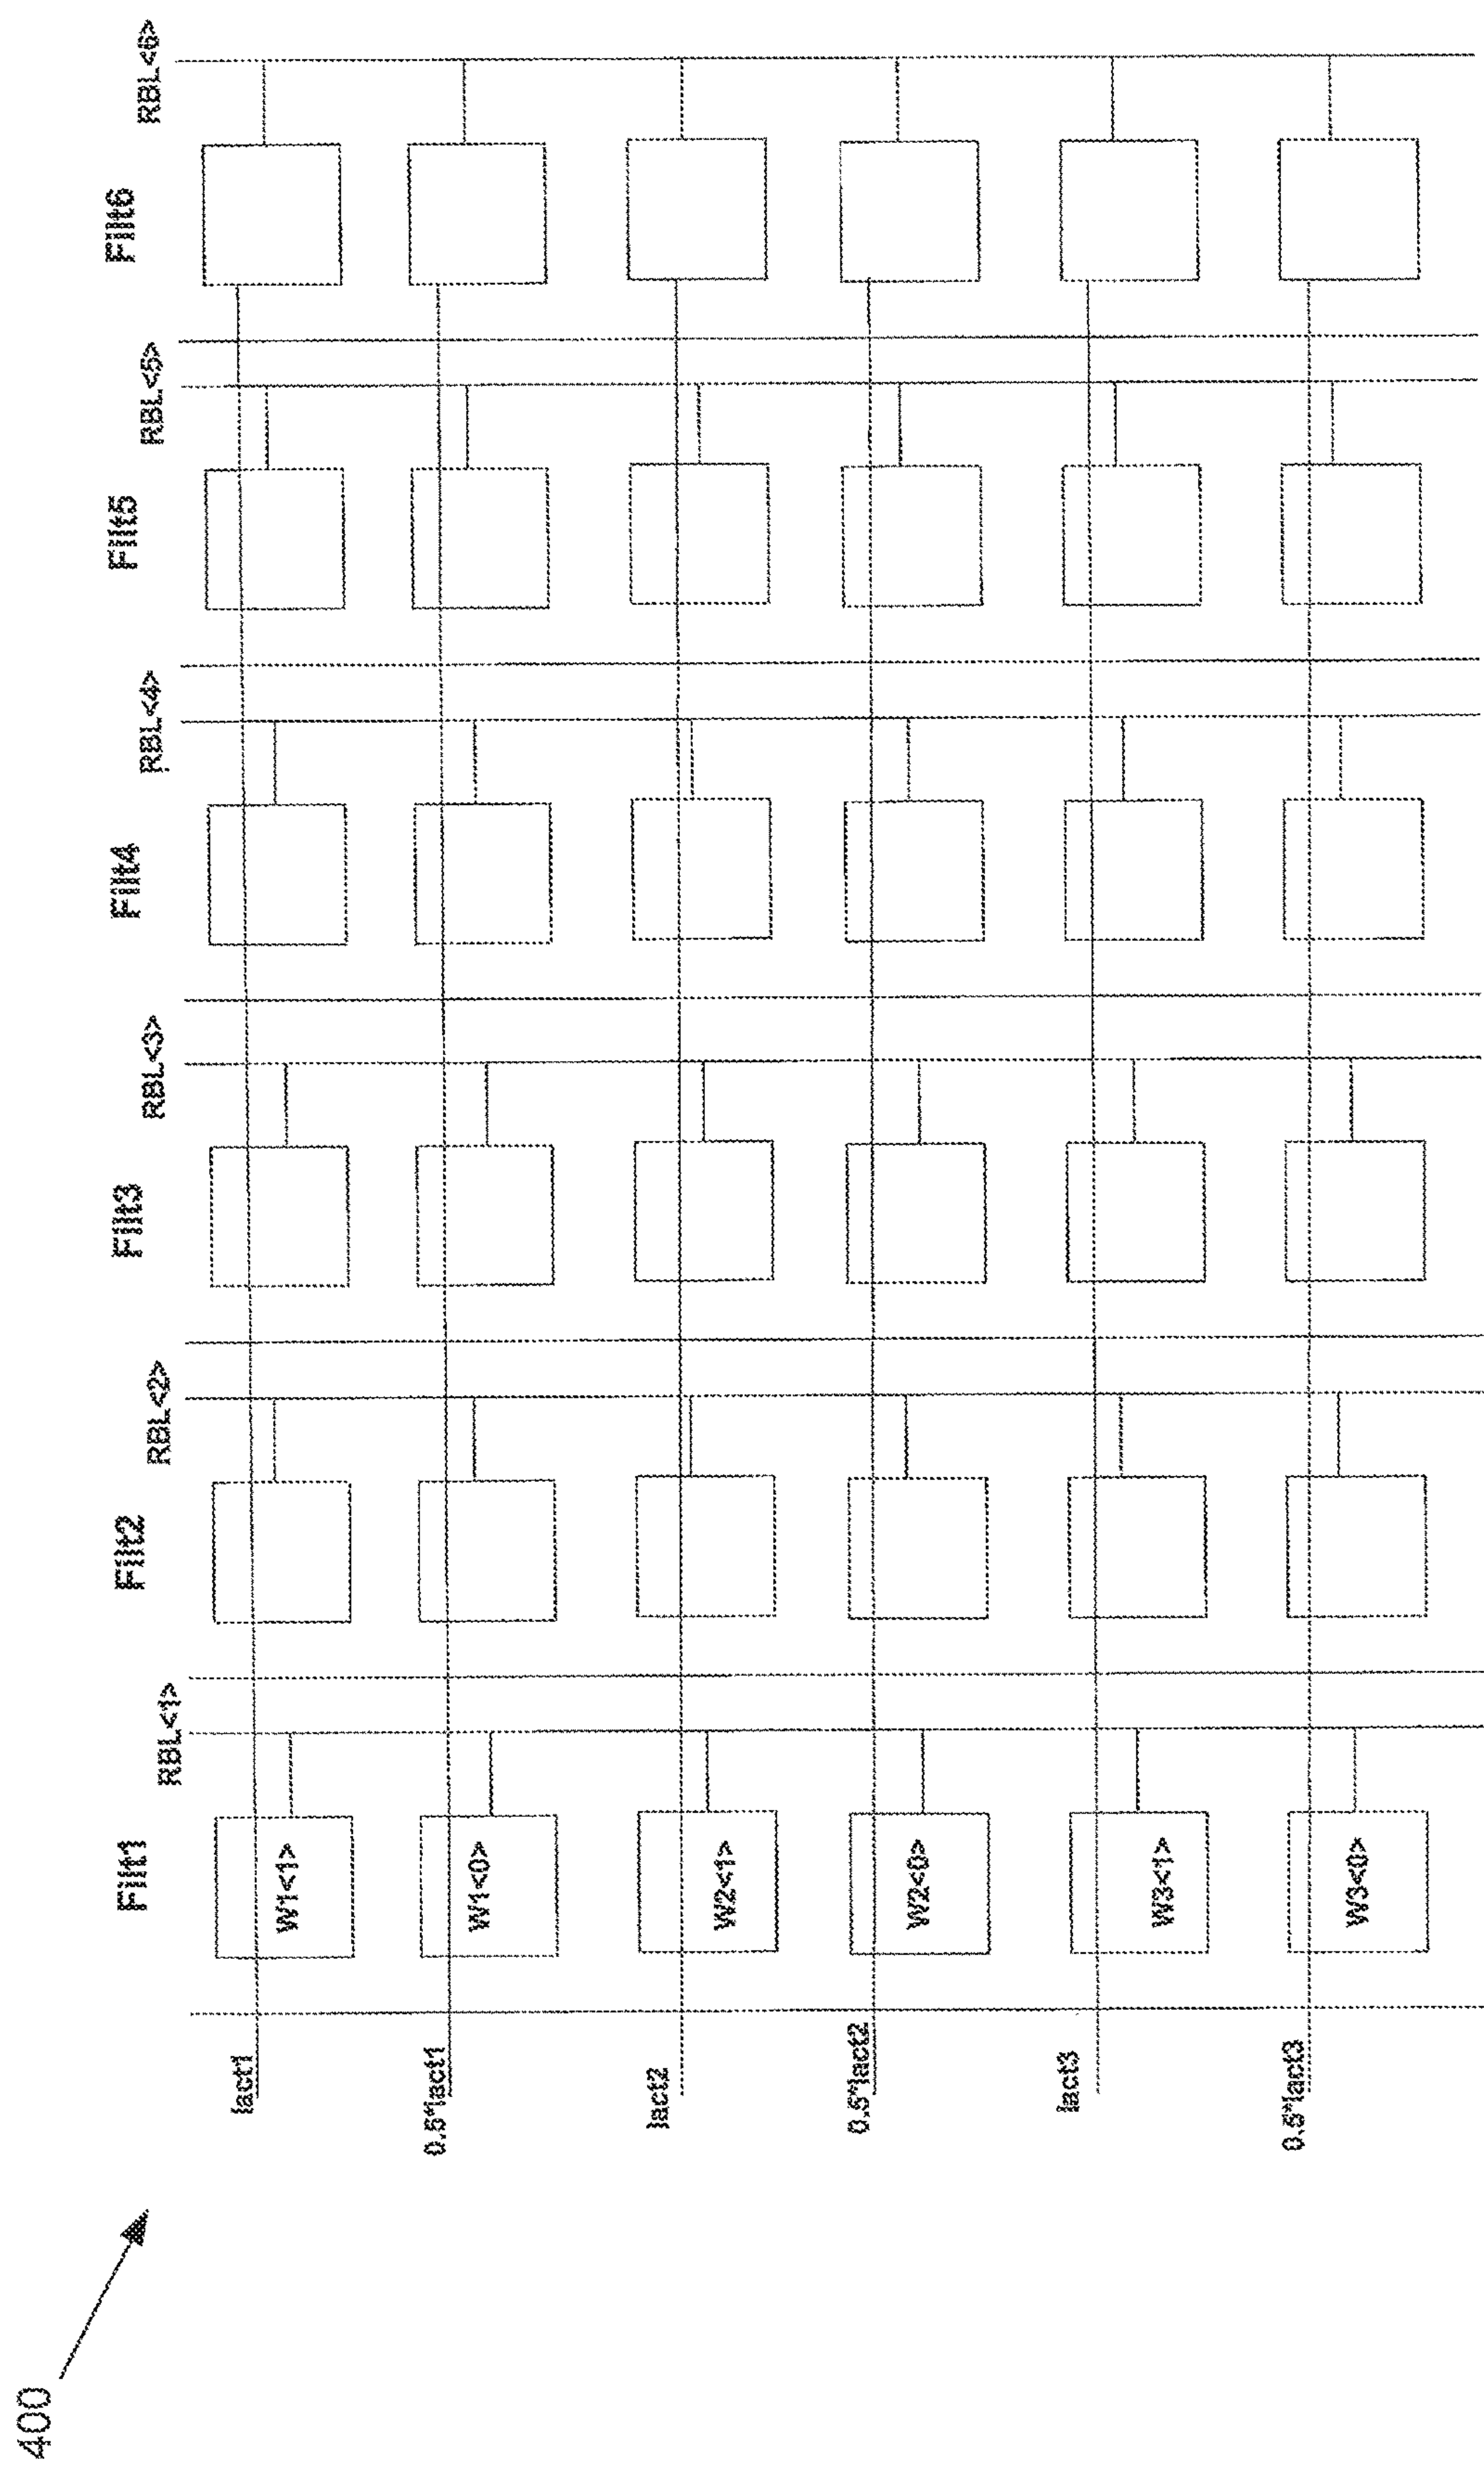 400
Filt1
Filt2
Filt3
Filt4
Filt5
Filt6
RBL<1>
RBL<2>
RBL<3>
RBL<4>
RBL<5>
RBL<6>
Iact1
W1<1>
0.5*Iact1
W1<0>
Iact2
W2<1>
0.5*Iact2
W2<0>
Iact3
W3<1>
0.5*Iact3
W3<0>